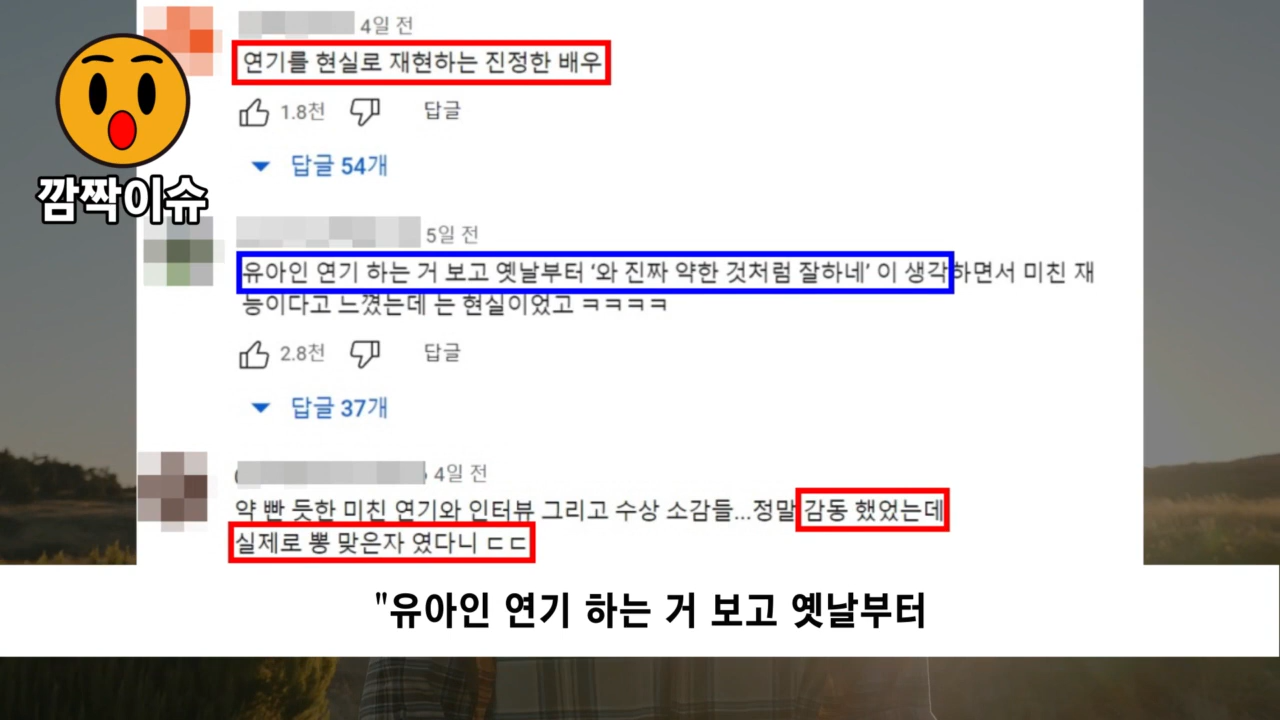 4일 전
연기를 현실로 재현하는 진정한 배우
1.8천 답글
답글 54개
깜짝이슈
5일 전
유아인 연기 하는 거 보고 옛날부터 ‘와 진짜 약한 것처럼 잘하네’ 이 생각하면서 미친 재
능이다고 느꼈는데 는 현실이었고 ㅋㅋㅋㅋ
2.8천 답글
답글 37개
4일 전
약 빤 듯한 미친 연기와 인터뷰 그리고 수상 소감들...정말 감동 했었는데
실제로 뽕 맞은자 였다니 ㄷㄷ
"유아인 연기 하는 거 보고 옛날부터